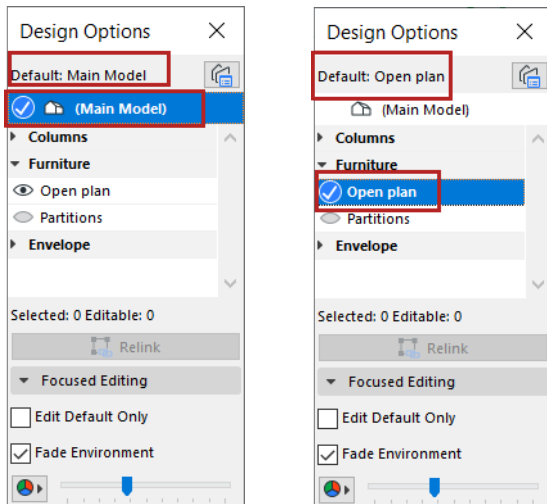 Design Options
Default: Main Model
(Main Model)
Columns
Furniture
Open plan
Partitions
Envelope
Selected: 0 Editable: 0
Relink
Focused Editing
Edit Default Only
Fade Environment
Design Options
Default: Open plan
(Main Model)
Columns
Furniture
Open plan
Partitions
Envelope
Selected: 0 Editable: 0
Relink
Focused Editing
Edit Default Only
Fade Environment